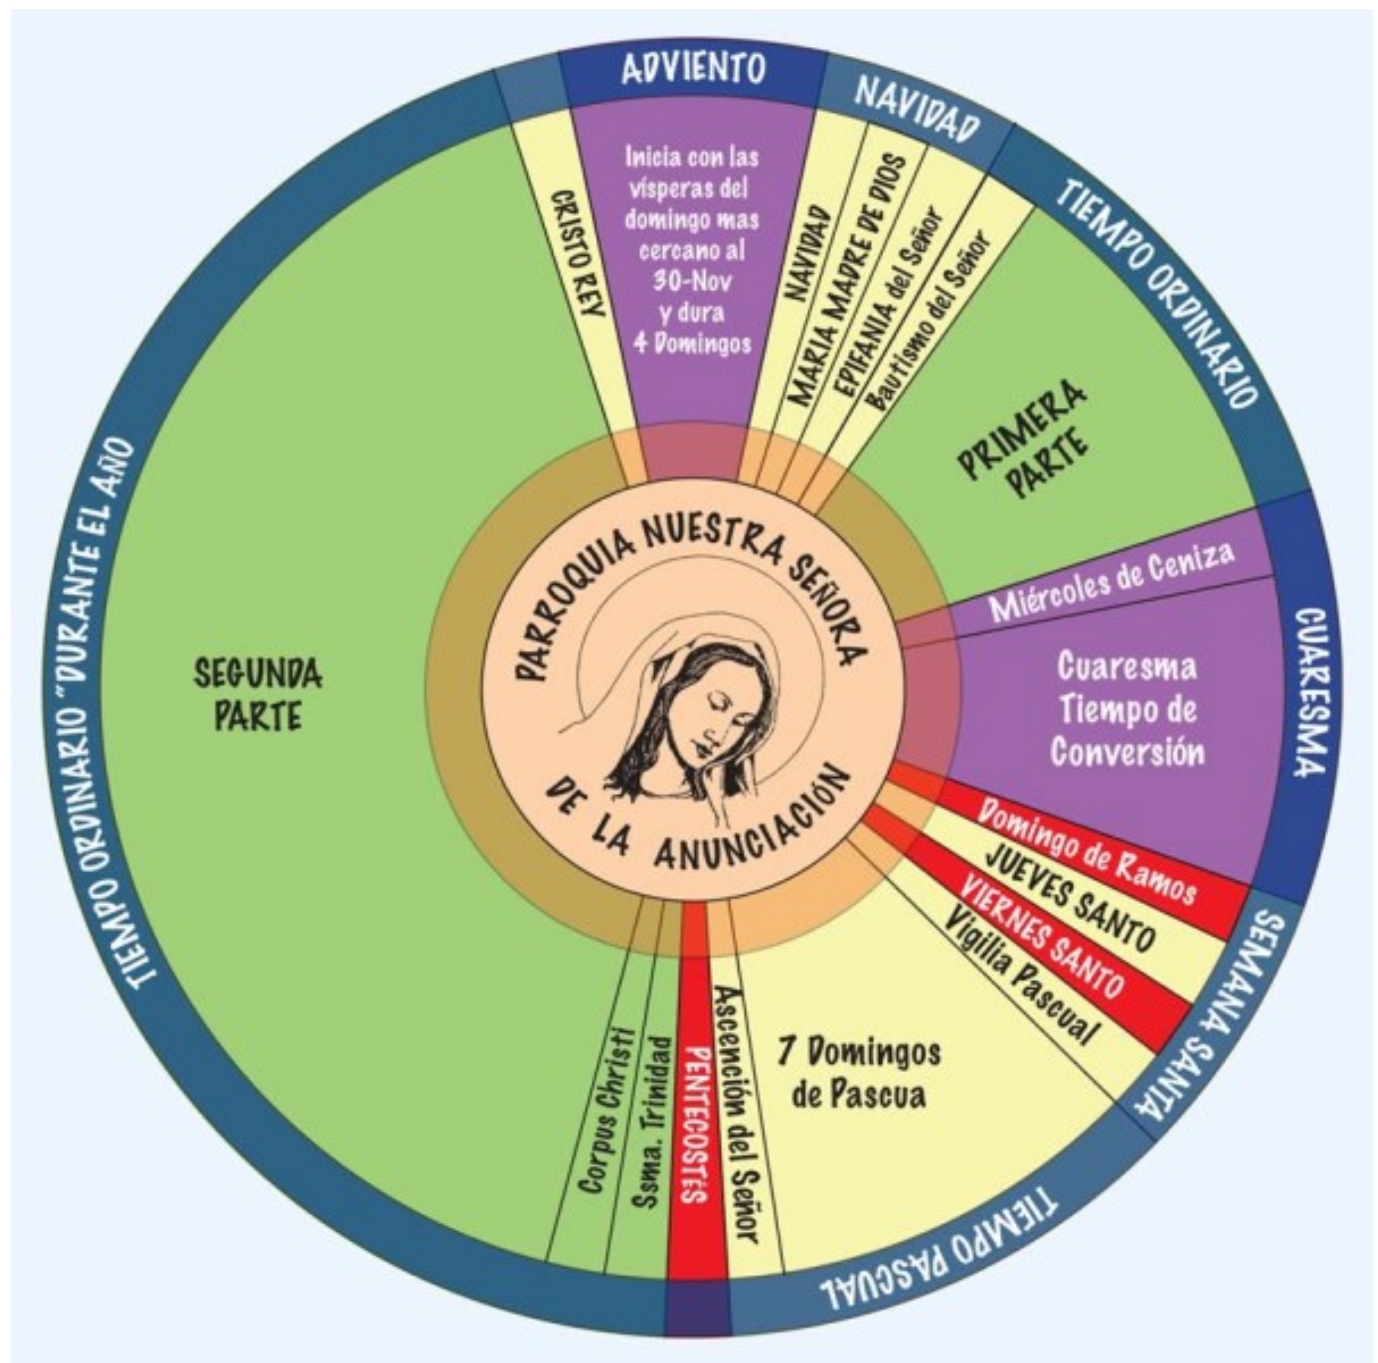 ADVIENTO
Inicia con las
vísperas del
domingo mas
cercano al
30-Nov
y dura
4 Domingos
NAVIDAD
NAVIDAD
MARIA MADRE DE DIOS
EPIFANIA del Señor
Bautismo del Señor
TIEMPO ORDINARIO
PRIMERA
PARTE
CUARESMA
Miércoles de Ceniza
Cuaresma
Tiempo de
Conversión
SEMANA SANTA
Domingo de Ramos
JUEVES SANTO
VIERNES SANTO
Vigilia Pascual
TIEMPO PASCUAL
7 Domingos
de Pascua
Ascención del Señor
PENTECOSTÉS
Ssma. Trinidad
Corpus Christi
TIEMPO ORDINARIO "DURANTE EL AÑO
SEGUNDA
PARTE
CRISTO REY
PARROQUIA NUESTRA SEÑORA
DE LA ANUNCIACIÓN